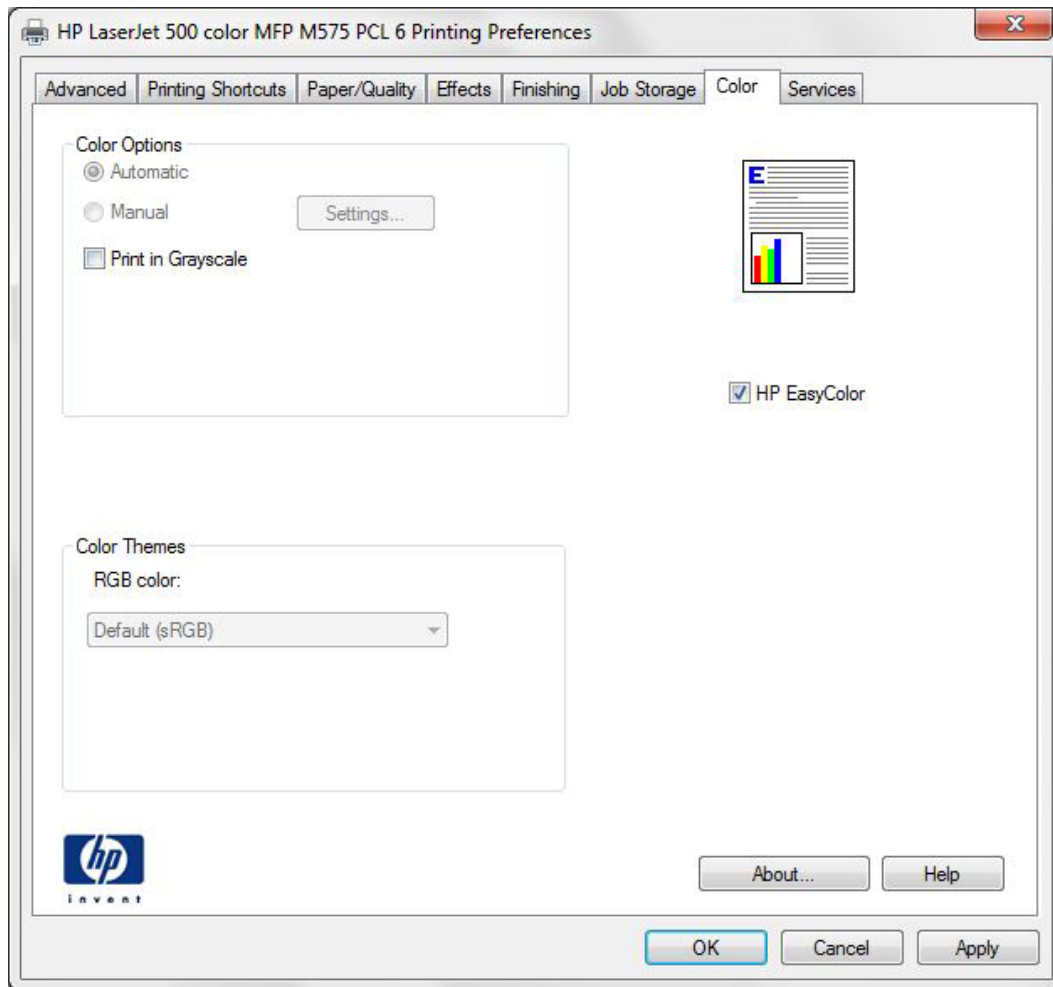 HP LaserJet 500 color MFP M575 PCL 6 Printing Preferences
X
Advanced Printing Shortcuts Paper/Quality Effects Finishing Job Storage Color Services
Color Options
Automatic
Manual Settings...
Print in Grayscale
E
HP EasyColor
Color Themes
RGB color:
Default (sRGB)
hp
invent
About... Help
OK Cancel Apply